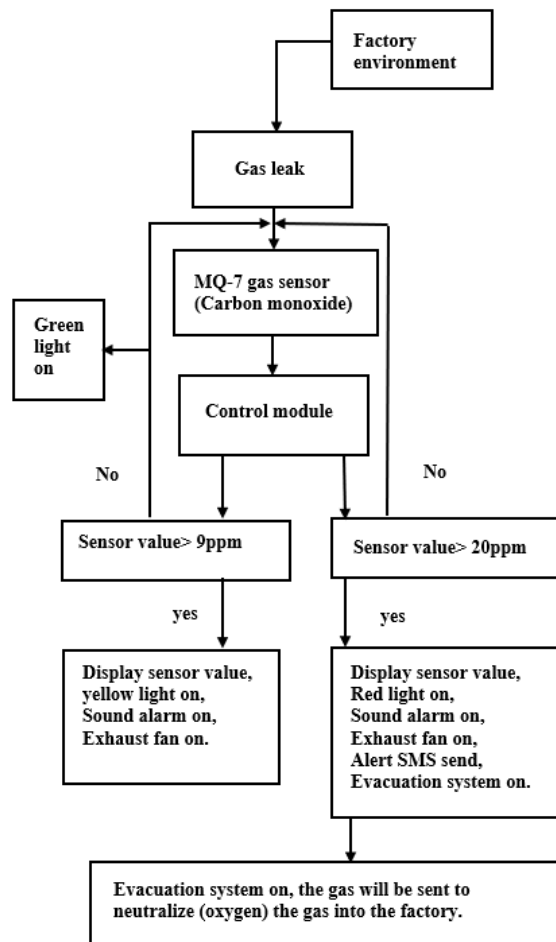 Factory
environment
Gas leak
MQ-7 gas sensor
(Carbon monoxide)
Green
light
on
Control module
No
No
Sensor value> 9ppm
Sensor value> 20ppm
yes
yes
Display sensor value,
yellow light on,
Sound alarm on,
Exhaust fan on.
Display sensor value,
Red light on,
Sound alarm on,
Exhaust fan on,
Alert SMS send,
Evacuation system on.
Evacuation system on, the gas will be sent to
neutralize (oxygen) the gas into the factory.